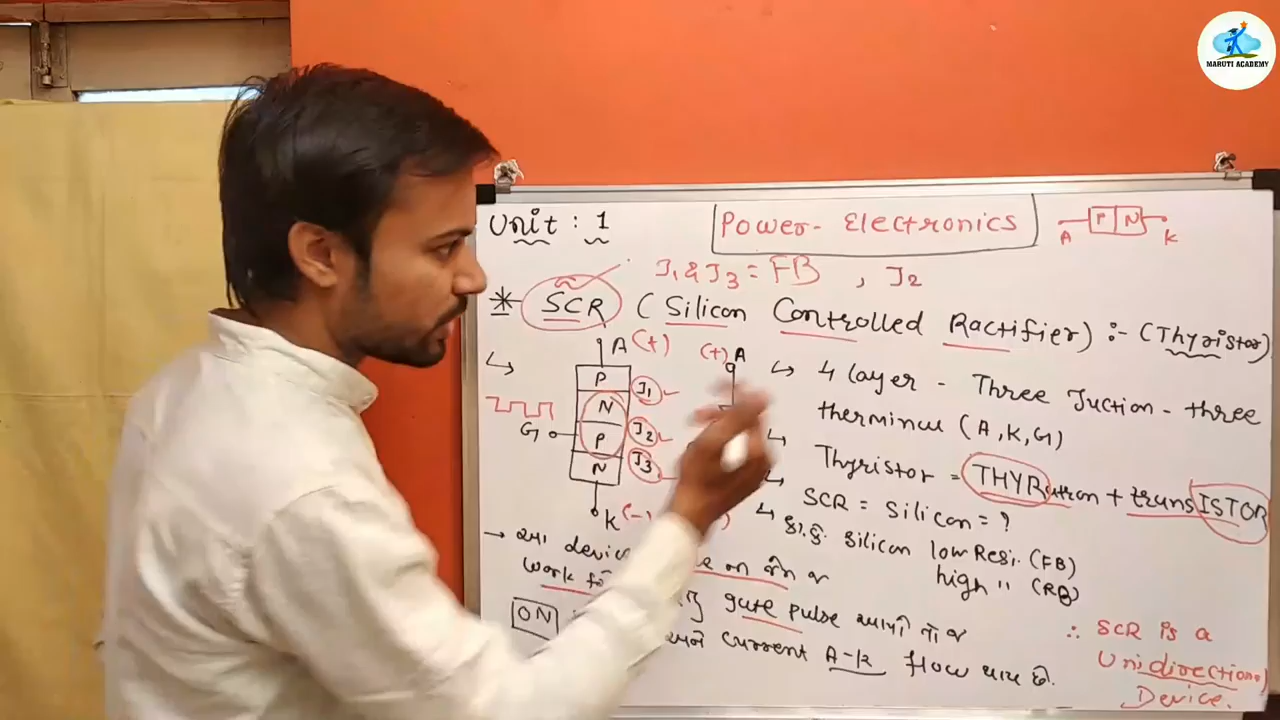 MARUTI ACADEMY
Unit : 1
Power - Electronics
P N
A K
J1 & J3 = FB , J2
* SCR ( Silicon Controlled Ractifier) :- (Thyristor)
A (+)
(+) A
P
N
P
N
J1
J2
J3
G
K (-)
4 layer - Three Juction - three
therminul (A, K, G)
Thyristor = THYRatron + transISTOR
SCR = Silicon = ?
silicon low Resi. (FB)
high " (RB)
→ આ device
work
ON
gate pulse આપો તો જ
અને current A-K flow થાય છે.
∴ SCR is a
Unidirectional
Device.